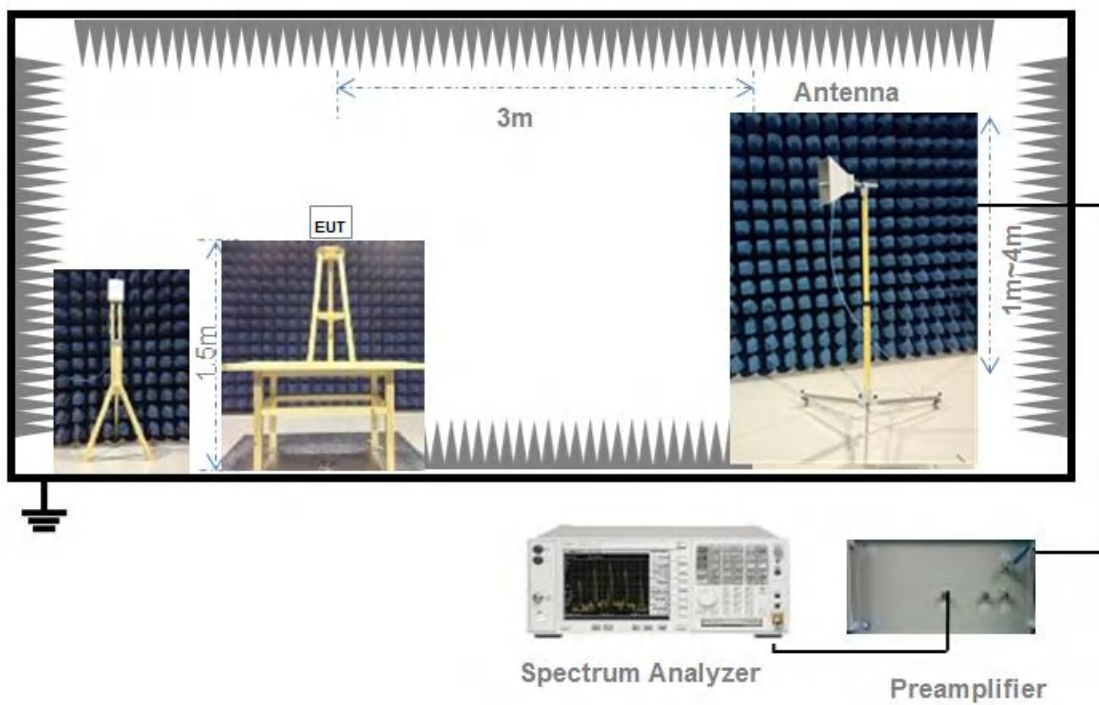 Antenna
3m
EUT
1m~4m
1.5m
Spectrum Analyzer
Preamplifier